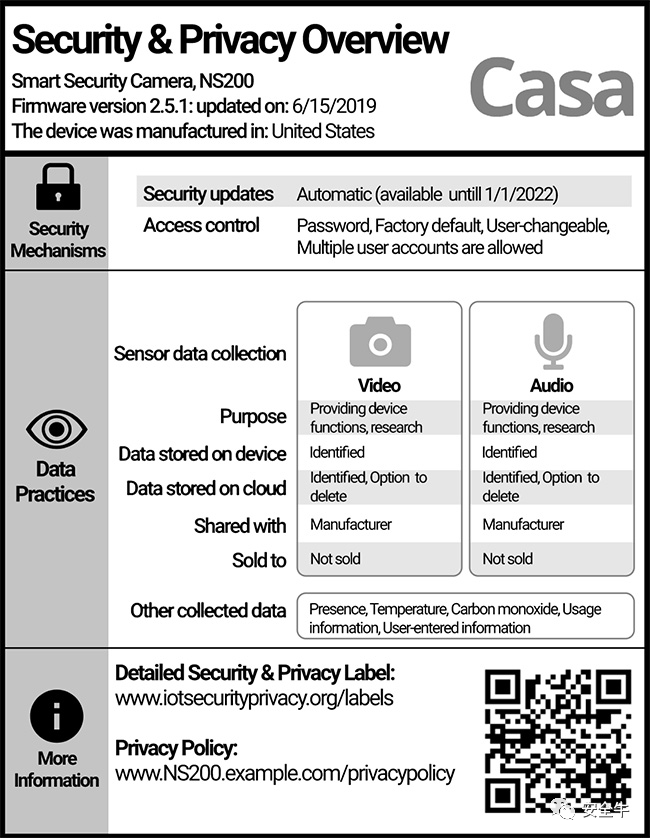 Security & Privacy Overview
Casa
Smart Security Camera, NS200
Firmware version 2.5.1: updated on: 6/15/2019
The device was manufactured in: United States
Security
Mechanisms
Security updates Automatic (available untill 1/1/2022)
Access control Password, Factory default, User-changeable,
Multiple user accounts are allowed
Data
Practices
Sensor data collection
Video
Audio
Purpose Providing device functions, research Providing device functions, research
Data stored on device Identified Identified
Data stored on cloud Identified, Option to delete Identified, Option to delete
Shared with Manufacturer Manufacturer
Sold to Not sold Not sold
Other collected data Presence, Temperature, Carbon monoxide, Usage
information, User-entered information
More
Information
Detailed Security & Privacy Label:
www.iotsecurityprivacy.org/labels
Privacy Policy:
www.NS200.example.com/privacypolicy
安全牛